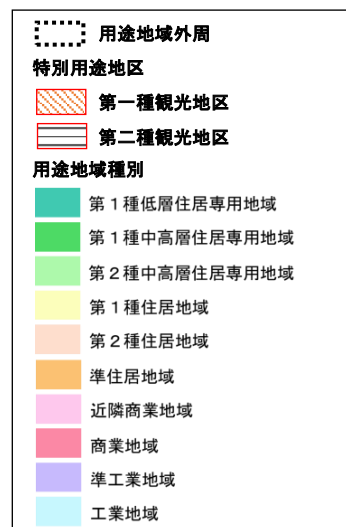 用途地域外周
特別用途地区
第一種観光地区
第二種観光地区
用途地域種別
第１種低層住居専用地域
第１種中高層住居専用地域
第２種中高層住居専用地域
第１種住居地域
第２種住居地域
準住居地域
近隣商業地域
商業地域
準工業地域
工業地域